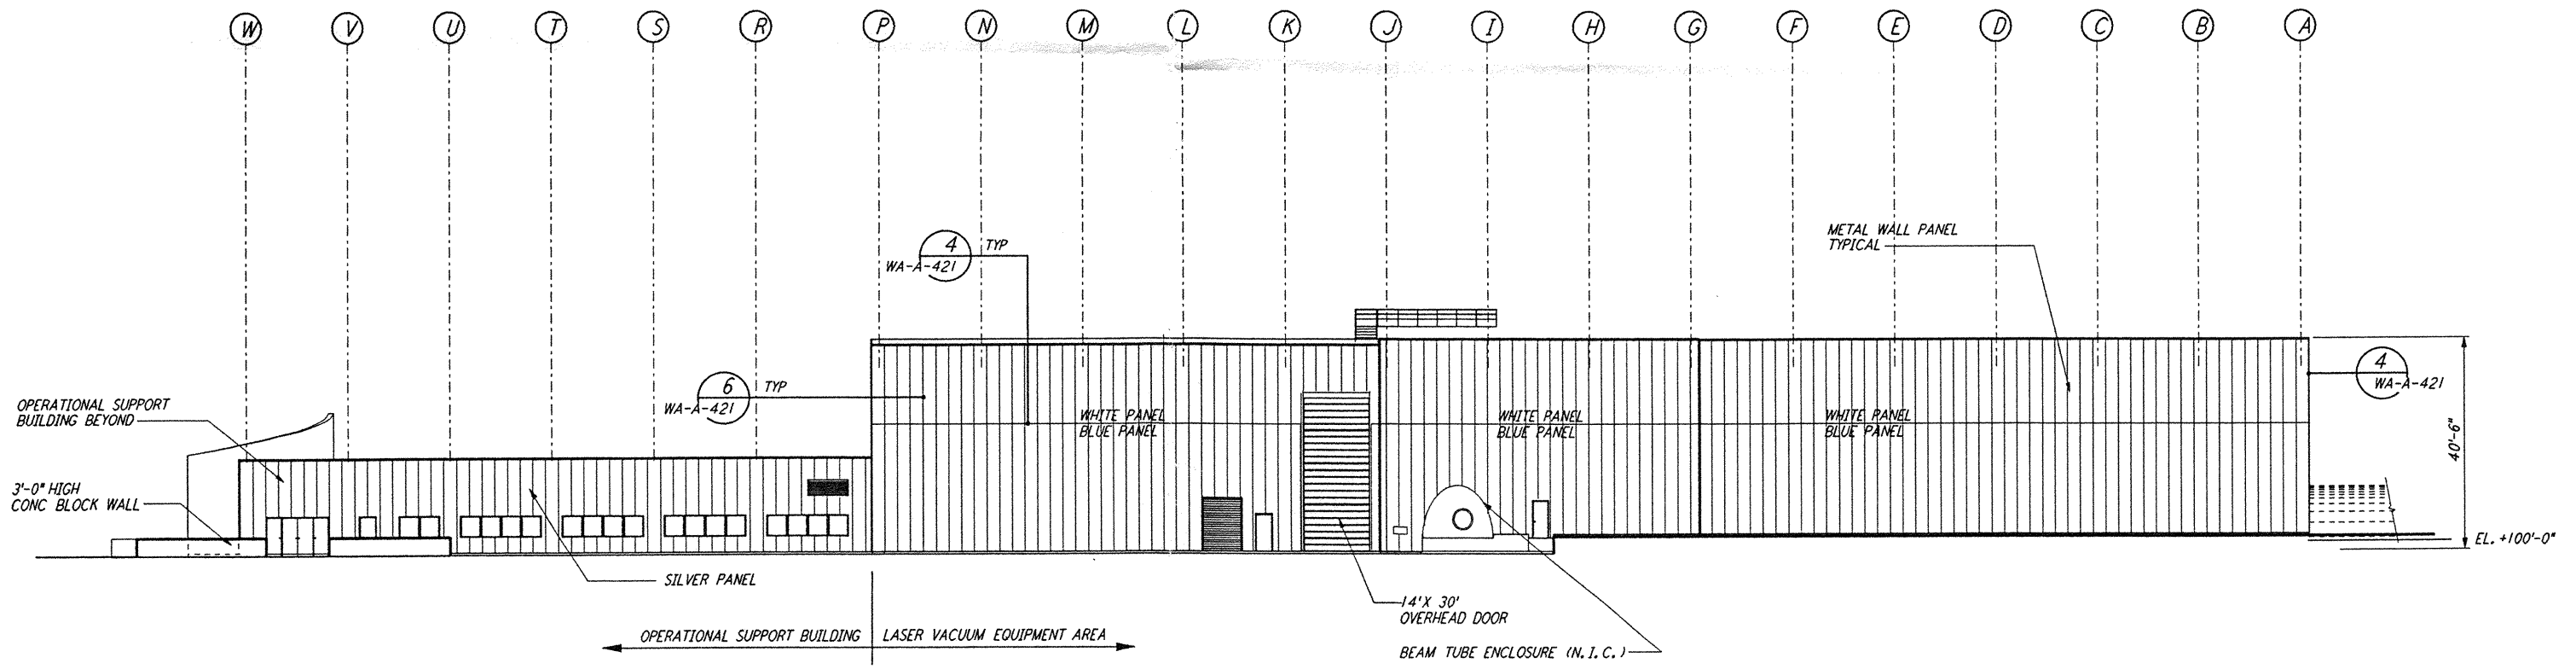 W V U T S R P N M L K J I H G F E D C B A
METAL WALL PANEL
TYPICAL
4 TYP
WA-A-421
6 TYP
WA-A-421
4
WA-A-421
OPERATIONAL SUPPORT
BUILDING BEYOND
WHITE PANEL
BLUE PANEL
WHITE PANEL
BLUE PANEL
WHITE PANEL
BLUE PANEL
40'-6"
3'-0" HIGH
CONC BLOCK WALL
EL. +100'-0"
SILVER PANEL
14'X 30'
OVERHEAD DOOR
OPERATIONAL SUPPORT BUILDING
LASER VACUUM EQUIPMENT AREA
BEAM TUBE ENCLOSURE (N.I.C.)